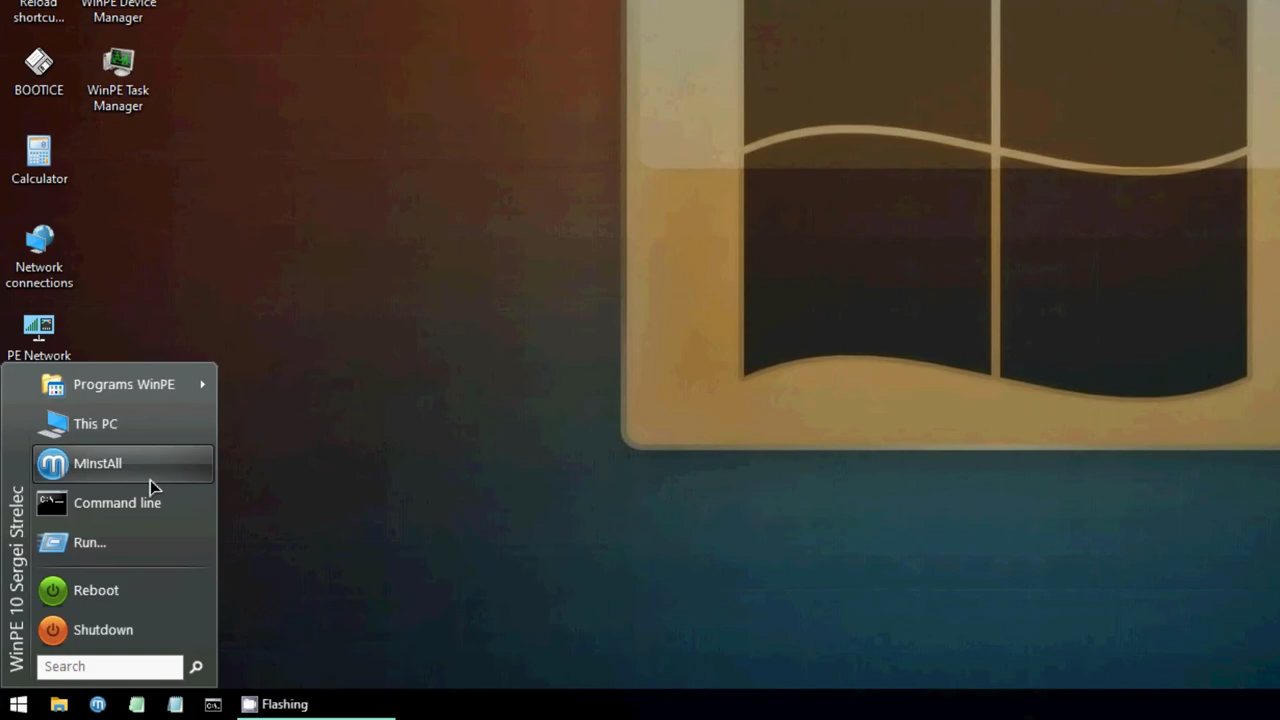 Reload
shortcu...
WinPE Device
Manager
BOOTICE
WinPE Task
Manager
Calculator
Network
connections
PE Network
Programs WinPE
This PC
MInstAll
Command line
Run...
Reboot
Shutdown
Search
WinPE 10 Sergei Strelec
Flashing